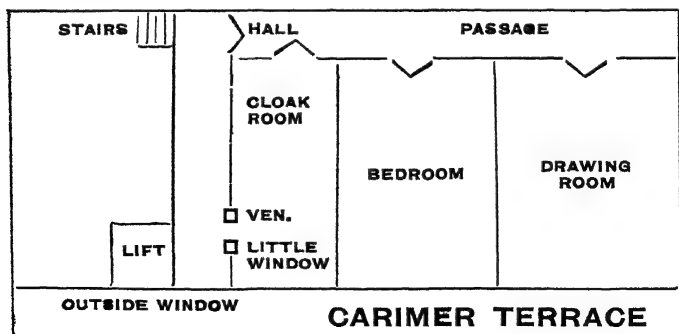 STAIRS
HALL
PASSAGE
CLOAK
ROOM
BEDROOM
DRAWING
ROOM
VEN.
LIFT
LITTLE
WINDOW
OUTSIDE WINDOW
CARIMER TERRACE